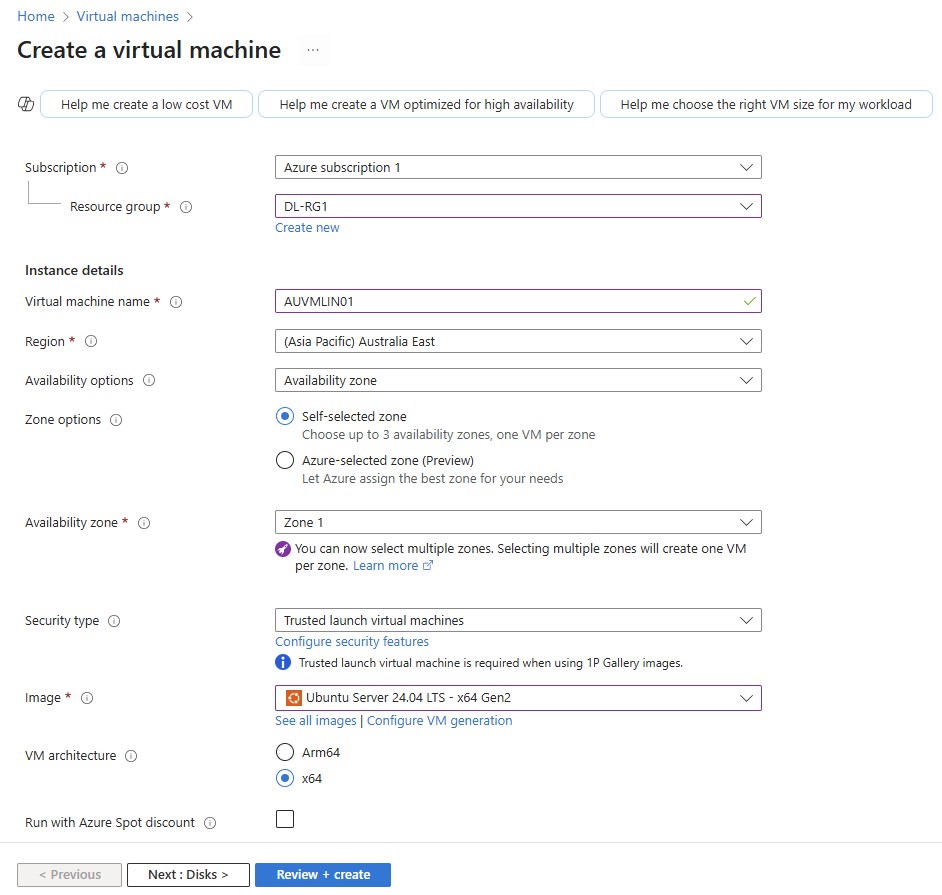 Home > Virtual machines >
Create a virtual machine ...
Help me create a low cost VM Help me create a VM optimized for high availability Help me choose the right VM size for my workload
Subscription * Azure subscription 1
Resource group * DL-RG1
Create new
Instance details
Virtual machine name * AUVMLIN01
Region * (Asia Pacific) Australia East
Availability options Availability zone
Zone options Self-selected zone
Choose up to 3 availability zones, one VM per zone
Azure-selected zone (Preview)
Let Azure assign the best zone for your needs
Availability zone * Zone 1
You can now select multiple zones. Selecting multiple zones will create one VM
per zone. Learn more
Security type Trusted launch virtual machines
Configure security features
Trusted launch virtual machine is required when using 1P Gallery images.
Image * Ubuntu Server 24.04 LTS - x64 Gen2
See all images | Configure VM generation
VM architecture Arm64
x64
Run with Azure Spot discount
< Previous Next : Disks > Review + create